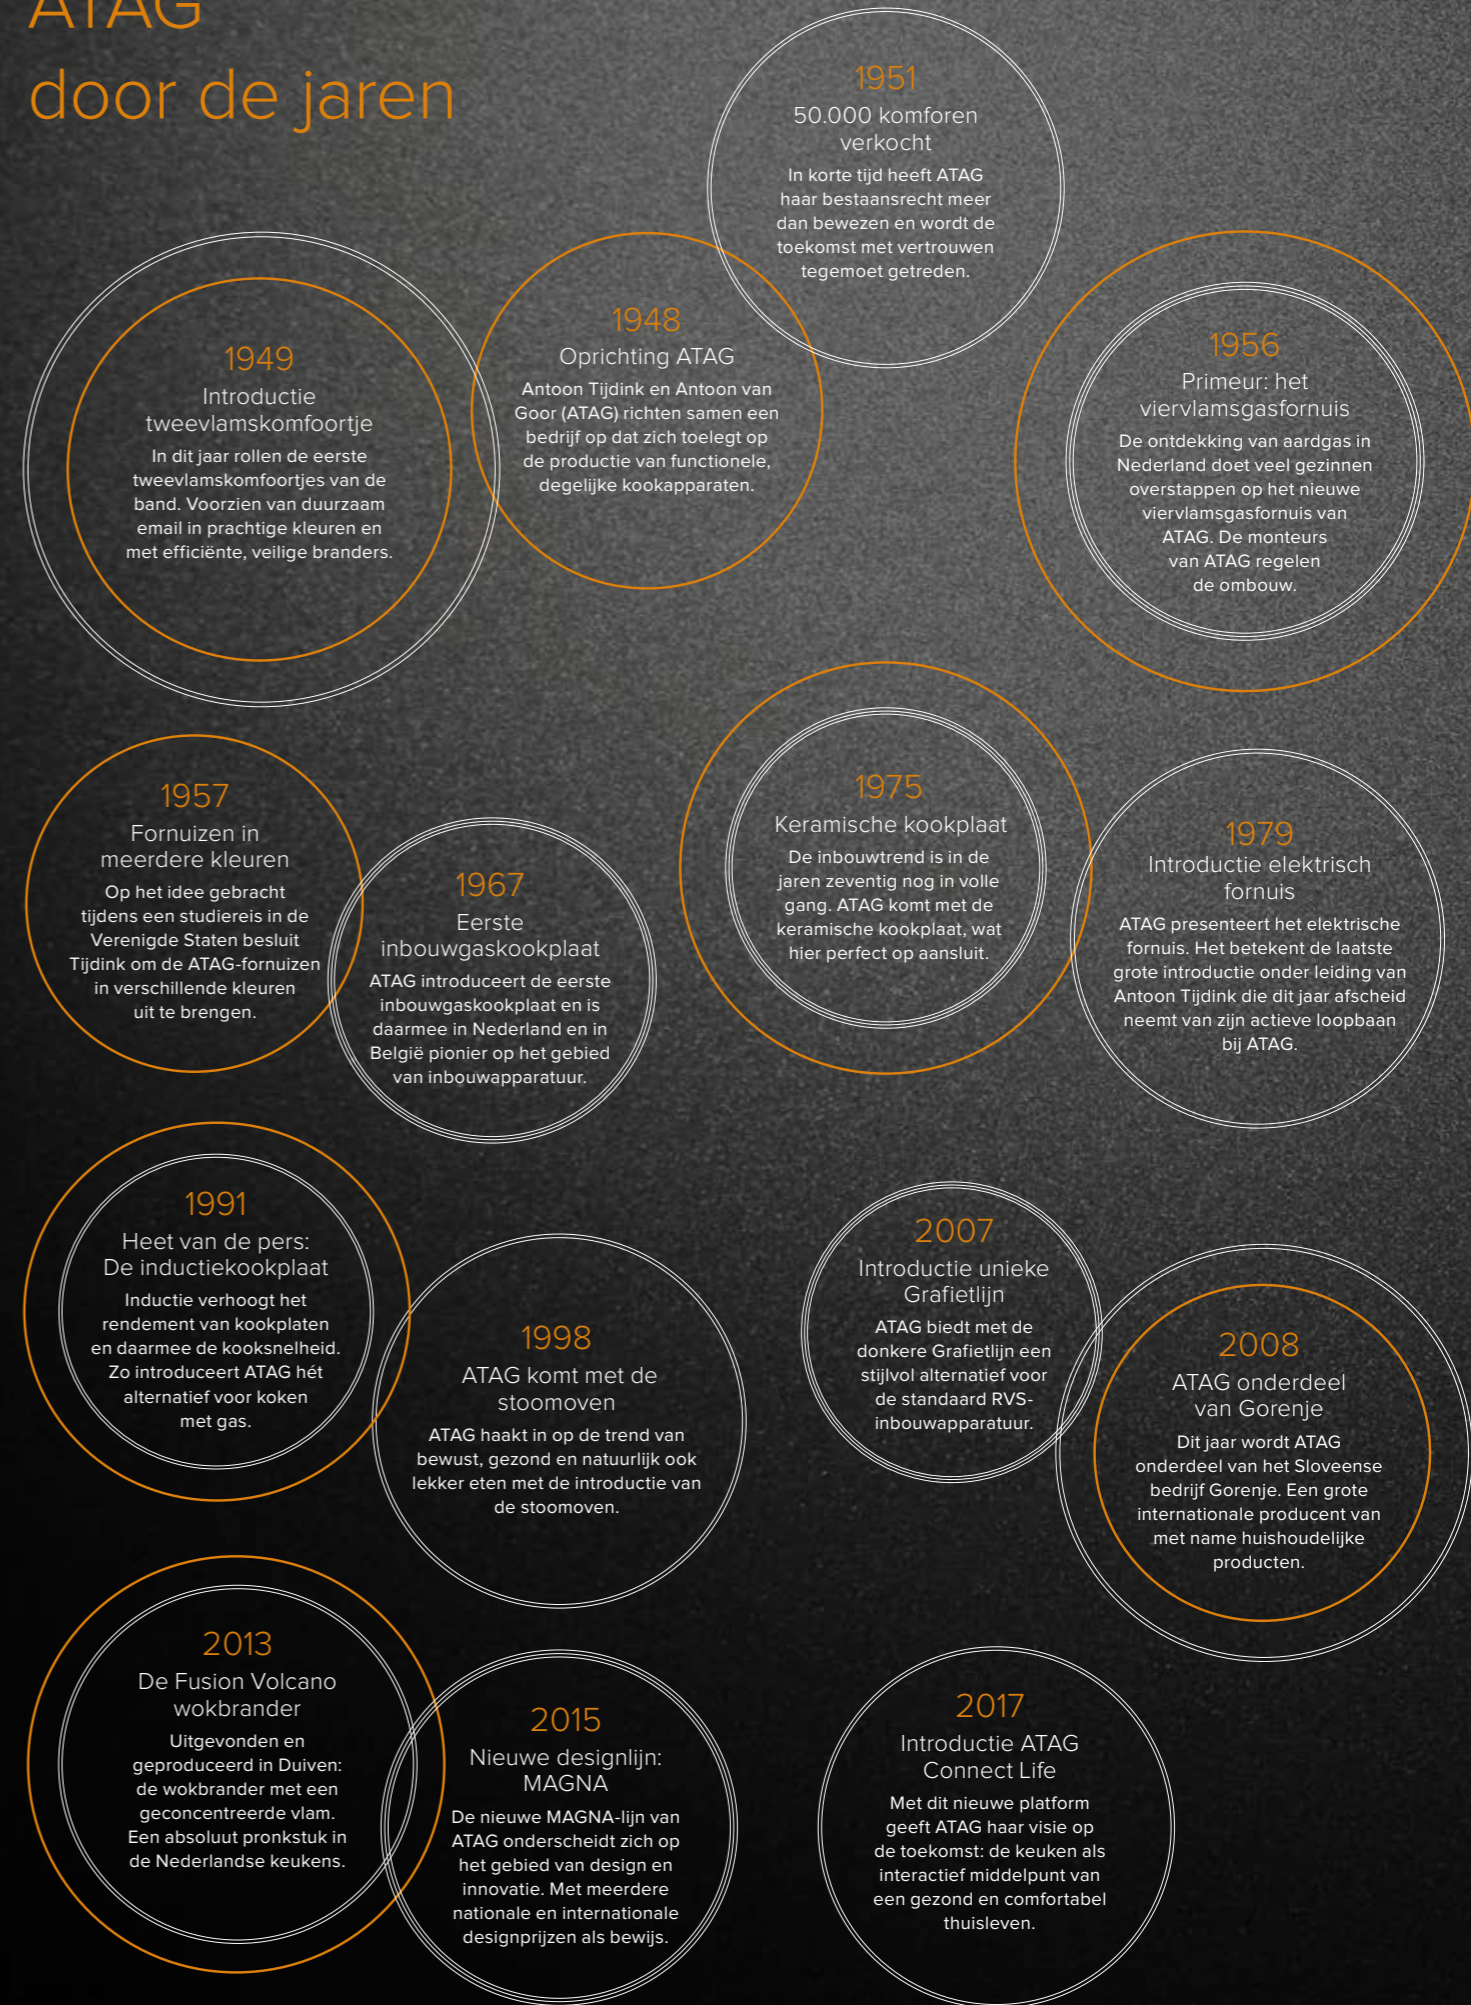 ATAG
door de jaren
1951
50.000 komforen
verkocht
In korte tijd heeft ATAG
haar bestaansrecht meer
dan bewezen en wordt de
toekomst met vertrouwen
tegemoet getreden.
1949
Introductie
tweevlamskomfoortje
In dit jaar rollen de eerste
tweevlamskomfoortjes van de
band. Voorzien van duurzaam
email in prachtige kleuren en
met efficiënte, veilige branders.
1948
Oprichting ATAG
Antoon Tijdink en Antoon van
Goor (ATAG) richten samen een
bedrijf op dat zich toelegt op
de productie van functionele,
degelijke kookapparaten.
1956
Primeur: het
viervlamsgasfornuis
De ontdekking van aardgas in
Nederland doet veel gezinnen
overstappen op het nieuwe
viervlamsgasfornuis van
ATAG. De monteurs
van ATAG regelen
de ombouw.
1957
Fornuizen in
meerdere kleuren
Op het idee gebracht
tijdens een studiereis in de
Verenigde Staten besluit
Tijdink om de ATAG-fornuizen
in verschillende kleuren
uit te brengen.
1967
Eerste
inbouwgaskookplaat
ATAG introduceert de eerste
inbouwgaskookplaat en is
daarmee in Nederland en in
België pionier op het gebied
van inbouwapparatuur.
1975
Keramische kookplaat
De inbouwtrend is in de
jaren zeventig nog in volle
gang. ATAG komt met de
keramische kookplaat, wat
hier perfect op aansluit.
1979
Introductie elektrisch
fornuis
ATAG presenteert het elektrische
fornuis. Het betekent de laatste
grote introductie onder leiding van
Antoon Tijdink die dit jaar afscheid
neemt van zijn actieve loopbaan
bij ATAG.
1991
Heet van de pers:
De inductiekookplaat
Inductie verhoogt het
rendement van kookplaten
en daarmee de kooksnelheid.
Zo introduceert ATAG hét
alternatief voor koken
met gas.
1998
ATAG komt met de
stoomoven
ATAG haakt in op de trend van
bewust, gezond en natuurlijk ook
lekker eten met de introductie van
de stoomoven.
2007
Introductie unieke
Grafietlijn
ATAG biedt met de
donkere Grafietlijn een
stijlvol alternatief voor
de standaard RVS-
inbouwapparatuur.
2008
ATAG onderdeel
van Gorenje
Dit jaar wordt ATAG
onderdeel van het Sloveense
bedrijf Gorenje. Een grote
internationale producent van
met name huishoudelijke
producten.
2013
De Fusion Volcano
wokbrander
Uitgevonden en
geproduceerd in Duiven:
de wokbrander met een
geconcentreerde vlam.
Een absoluut pronkstuk in
de Nederlandse keukens.
2015
Nieuwe designlijn:
MAGNA
De nieuwe MAGNA-lijn van
ATAG onderscheidt zich op
het gebied van design en
innovatie. Met meerdere
nationale en internationale
designprijzen als bewijs.
2017
Introductie ATAG
Connect Life
Met dit nieuwe platform
geeft ATAG haar visie op
de toekomst: de keuken als
interactief middelpunt van
een gezond en comfortabel
thuisleven.